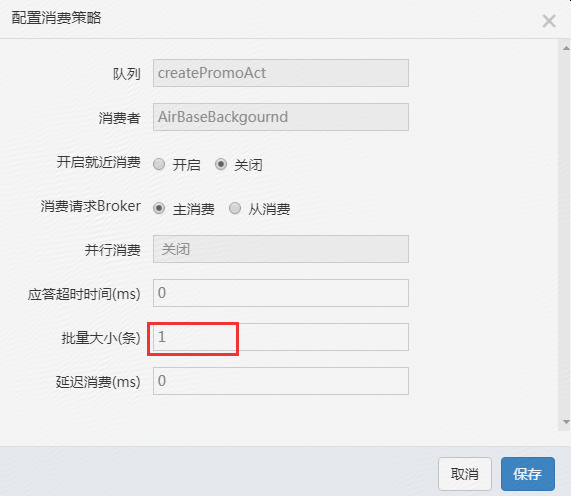 配置消费策略
队列 createPromoAct
消费者 AirBaseBackgournd
开启就近消费 开启 关闭
消费请求Broker 主消费 从消费
并行消费 关闭
应答超时时间(ms) 0
批量大小(条) 1
延迟消费(ms) 0
取消 保存